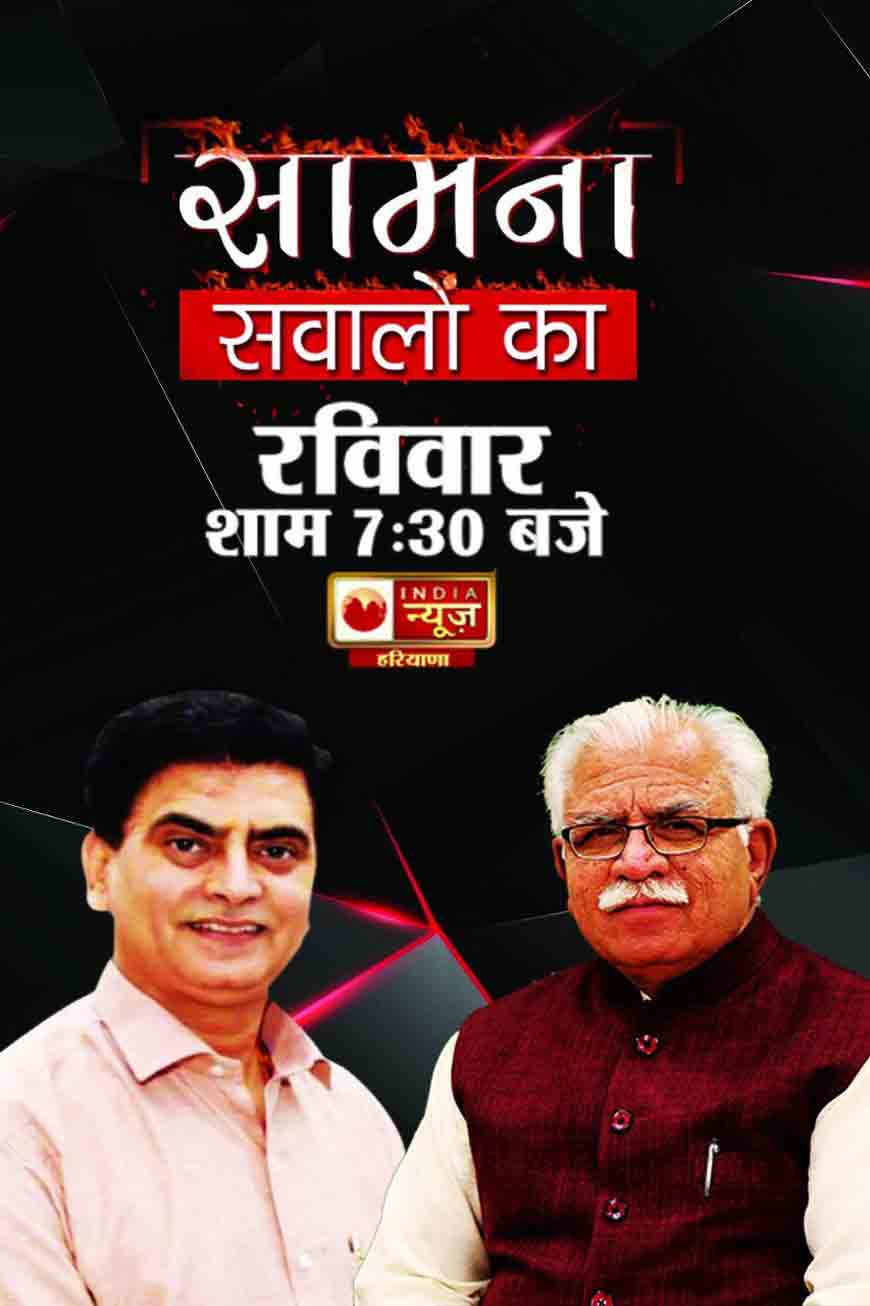 सामना
सवालों का
रविवार
शाम 7:30 बजे
INDIA
न्यूज़
हरियाणा